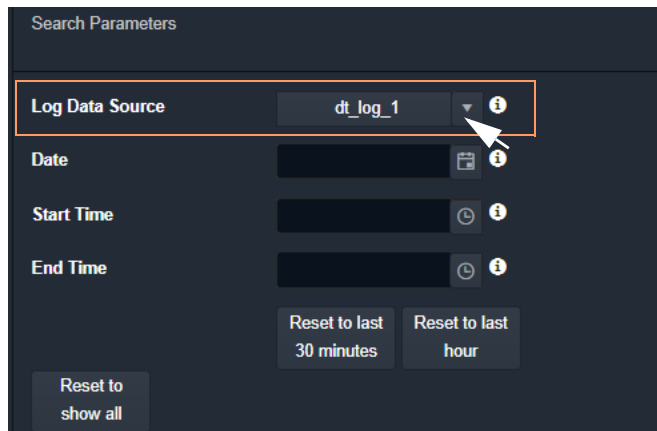 Search Parameters
Log Data Source
dt_log_1
Date
Start Time
End Time
Reset to last
30 minutes
Reset to last
hour
Reset to
show all